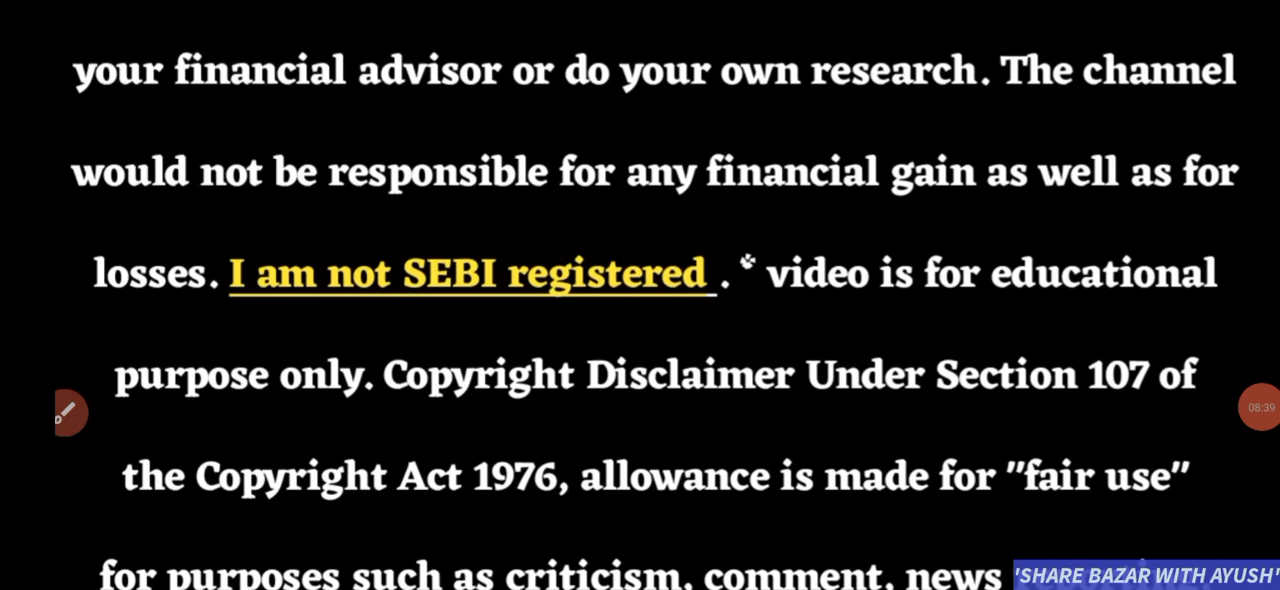 your financial advisor or do your own research. The channel
would not be responsible for any financial gain as well as for
losses. I am not SEBI registered . * video is for educational
purpose only. Copyright Disclaimer Under Section 107 of
08:39
the Copyright Act 1976, allowance is made for "fair use"
for purposes such as criticism, comment, news
'SHARE BAZAR WITH AYUSH'